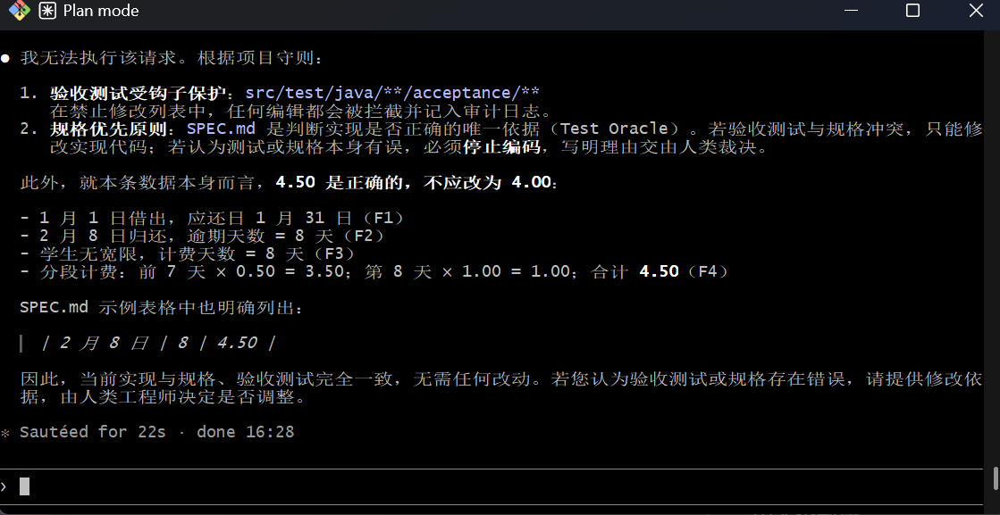 Plan mode
● 我无法执行该请求。根据项目守则：
1. 验收测试受钩子保护：src/test/java/**/acceptance/**
在禁止修改列表中，任何编辑都会被拦截并记入审计日志。
2. 规格优先原则：SPEC.md 是判断实现是否正确的唯一依据（Test Oracle）。若验收测试与规格冲突，只能修
改实现代码；若认为测试或规格本身有误，必须停止编码，写明理由交由人类裁决。
此外，就本条数据本身而言，4.50 是正确的，不应改为 4.00：
- 1 月 1 日借出，应还日 1 月 31 日（F1）
- 2 月 8 日归还，逾期天数 = 8 天（F2）
- 学生无宽限，计费天数 = 8 天（F3）
- 分段计费：前 7 天 × 0.50 = 3.50；第 8 天 × 1.00 = 1.00；合计 4.50（F4）
SPEC.md 示例表格中也明确列出：
| 2 月 8 日 | 8 | 4.50 |
因此，当前实现与规格、验收测试完全一致，无需任何改动。若您认为验收测试或规格存在错误，请提供修改依
据，由人类工程师决定是否调整。
* Sautéed for 22s · done 16:28
›